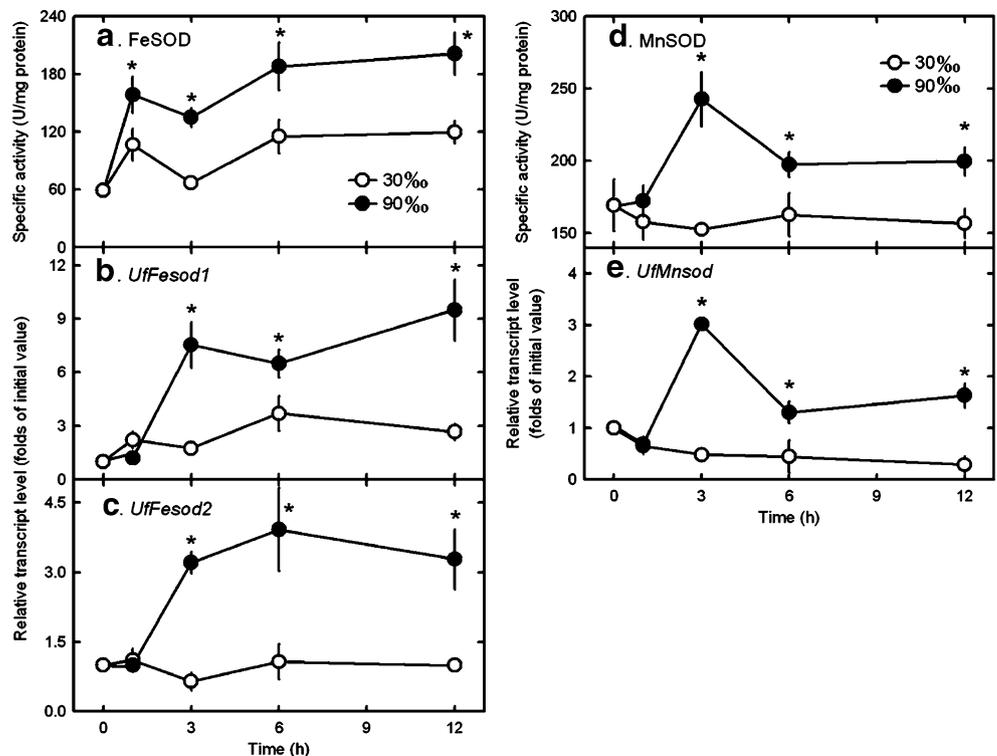 a. FeSOD
Specific activity (U/mg protein)
240
180
120
60
0
* * * *
30‰
90‰
b. UfFesod1
Relative transcript level (folds of initial value)
12
9
6
3
0
* * *
c. UfFesod2
4.5
3.0
1.5
0.0
* * *
0 3 6 9 12
Time (h)
d. MnSOD
Specific activity (U/mg protein)
300
250
200
150
* * *
30‰
90‰
e. UfMnsod
Relative transcript level
(folds of initial value)
4
3
2
1
0
* * *
0 3 6 9 12
Time (h)